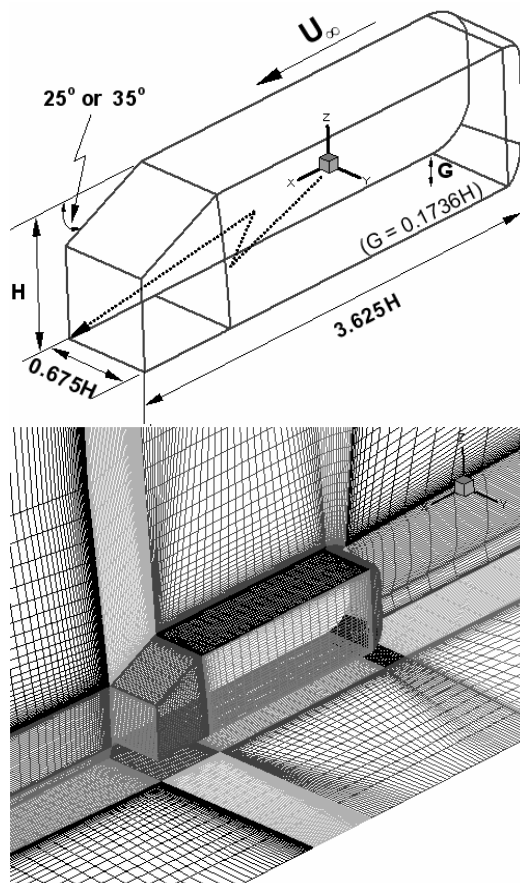 U∞
25° or 35°
Z
X
Y
G
(G = 0.1736H)
H
3.625H
0.675H
Z
X
Y